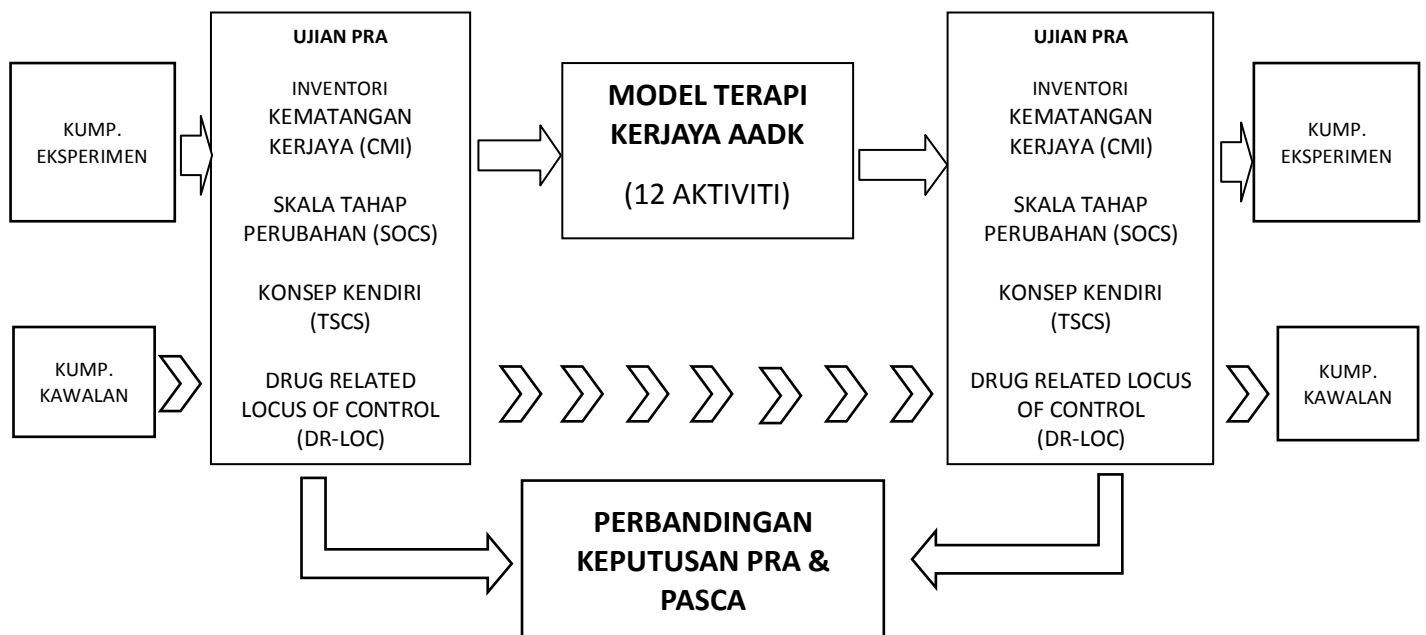 KUMP.
EKSPERIMEN
KUMP.
KAWALAN
UJIAN PRA
INVENTORI
KEMATANGAN
KERJAYA (CMI)
SKALA TAHAP
PERUBAHAN (SOCS)
KONSEP KENDIRI
(TSCS)
DRUG RELATED
LOCUS OF CONTROL
(DR-LOC)
MODEL TERAPI
KERJAYA AADK
(12 AKTIVITI)
UJIAN PRA
INVENTORI
KEMATANGAN
KERJAYA (CMI)
SKALA TAHAP
PERUBAHAN (SOCS)
KONSEP KENDIRI
(TSCS)
DRUG RELATED LOCUS
OF CONTROL
(DR-LOC)
KUMP.
EKSPERIMEN
KUMP.
KAWALAN
PERBANDINGAN
KEPUTUSAN PRA &
PASCA